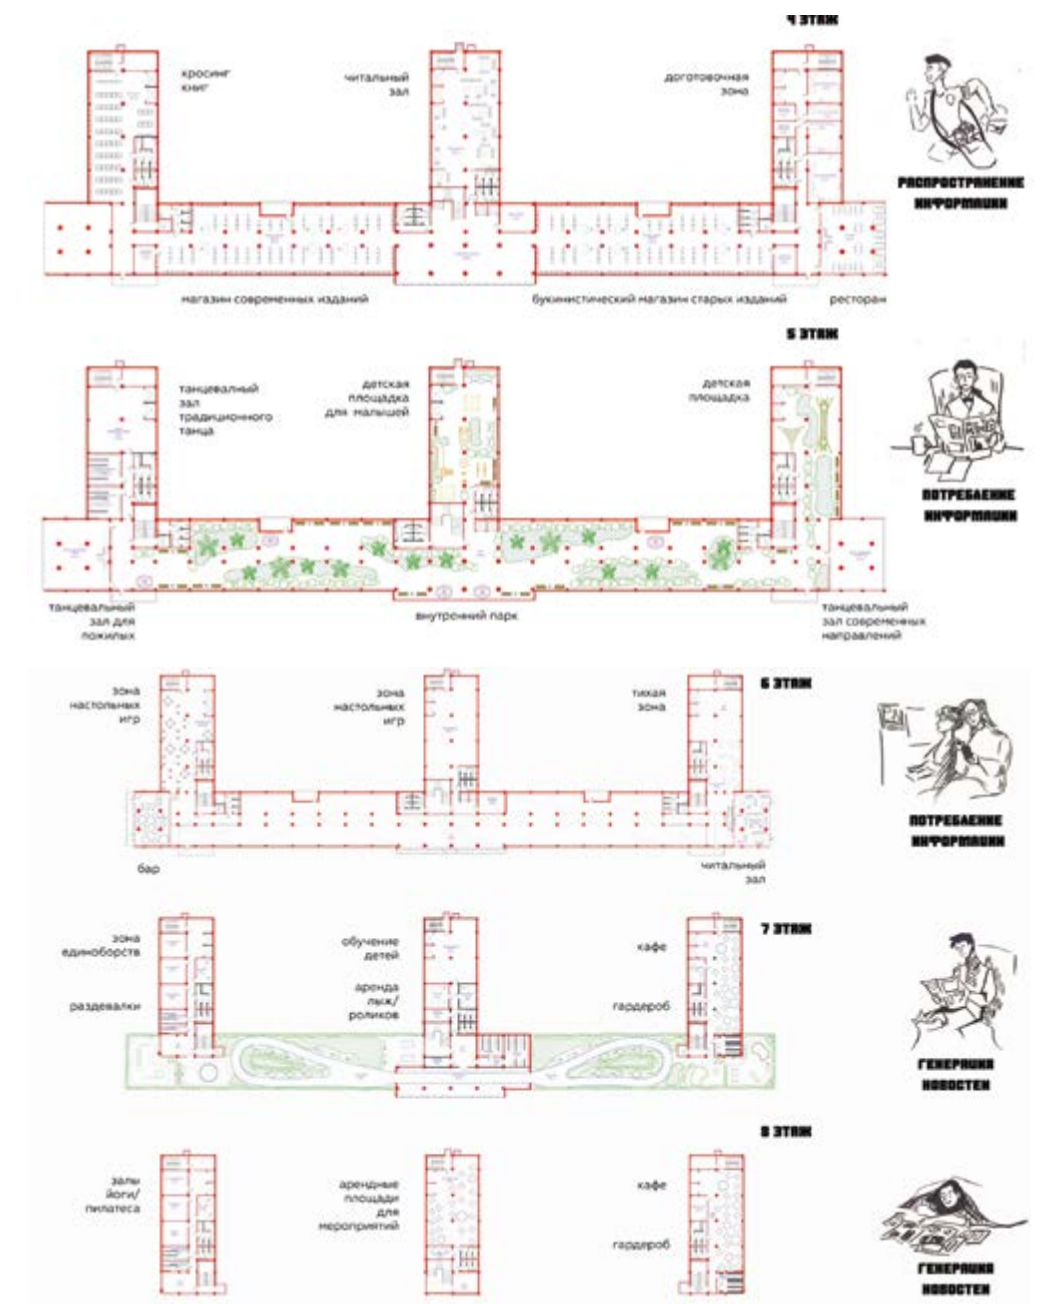 4 ЭТАЖ
кросинг
книг
читальный
зал
доготовочная
зона
РАСПРОСТРАНЕНИЕ
ИНФОРМАЦИИ
магазин современных изданий
букинистический магазин старых изданий
ресторан
5 ЭТАЖ
танцевалный
зал
традиционного
танца
детская
площадка
для малышей
детская
площадка
ПОТРЕБЛЕНИЕ
ИНФОРМАЦИИ
танцевальный
зал для
пожилых
внутренний парк
танцевальный
зал современных
направлений
6 ЭТАЖ
зона
настольных
игр
зона
настольных
игр
тихая
зона
ПОТРЕБЛЕНИЕ
ИНФОРМАЦИИ
бар
читальный
зал
7 ЭТАЖ
зона
единоборств
раздевалки
обучение
детей
аренда
лыж/
роликов
кафе
гардероб
ГЕНЕРАЦИЯ
НОВОСТЕЙ
8 ЭТАЖ
залы
йоги/
пилатеса
арендные
площади
для
мероприятий
кафе
гардероб
ГЕНЕРАЦИЯ
НОВОСТЕЙ